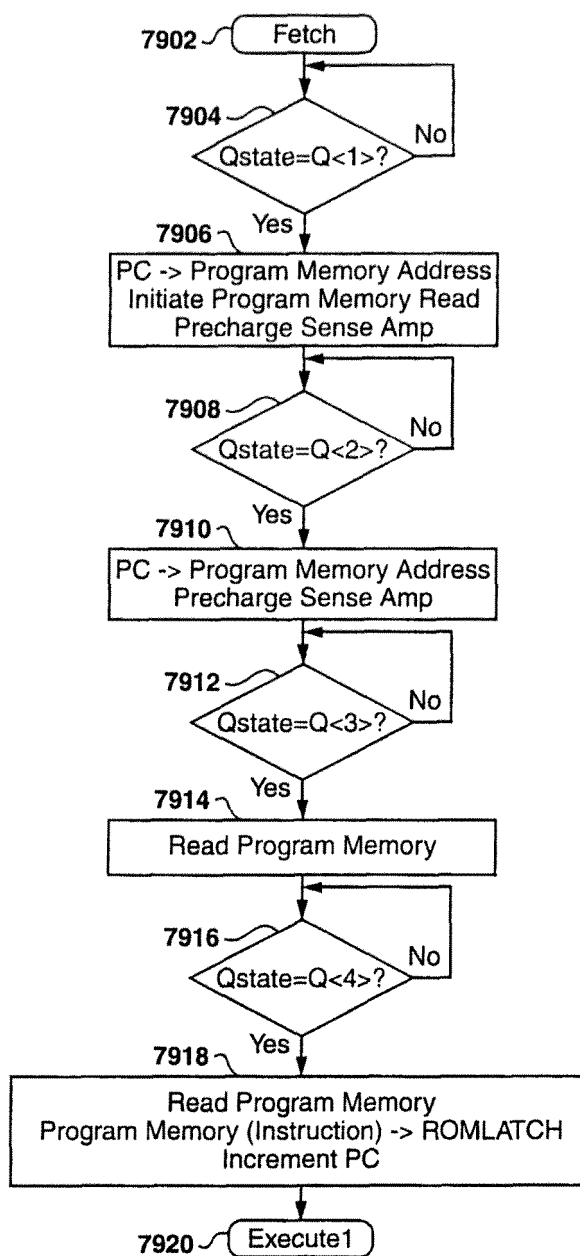 7902 Fetch
7904
Qstate=Q<1>?
No
Yes
7906
PC -> Program Memory Address
Initiate Program Memory Read
Precharge Sense Amp
7908
Qstate=Q<2>?
No
Yes
7910
PC -> Program Memory Address
Precharge Sense Amp
7912
Qstate=Q<3>?
No
Yes
7914
Read Program Memory
7916
Qstate=Q<4>?
No
Yes
7918
Read Program Memory
Program Memory (Instruction) -> ROMLATCH
Increment PC
7920 Execute1